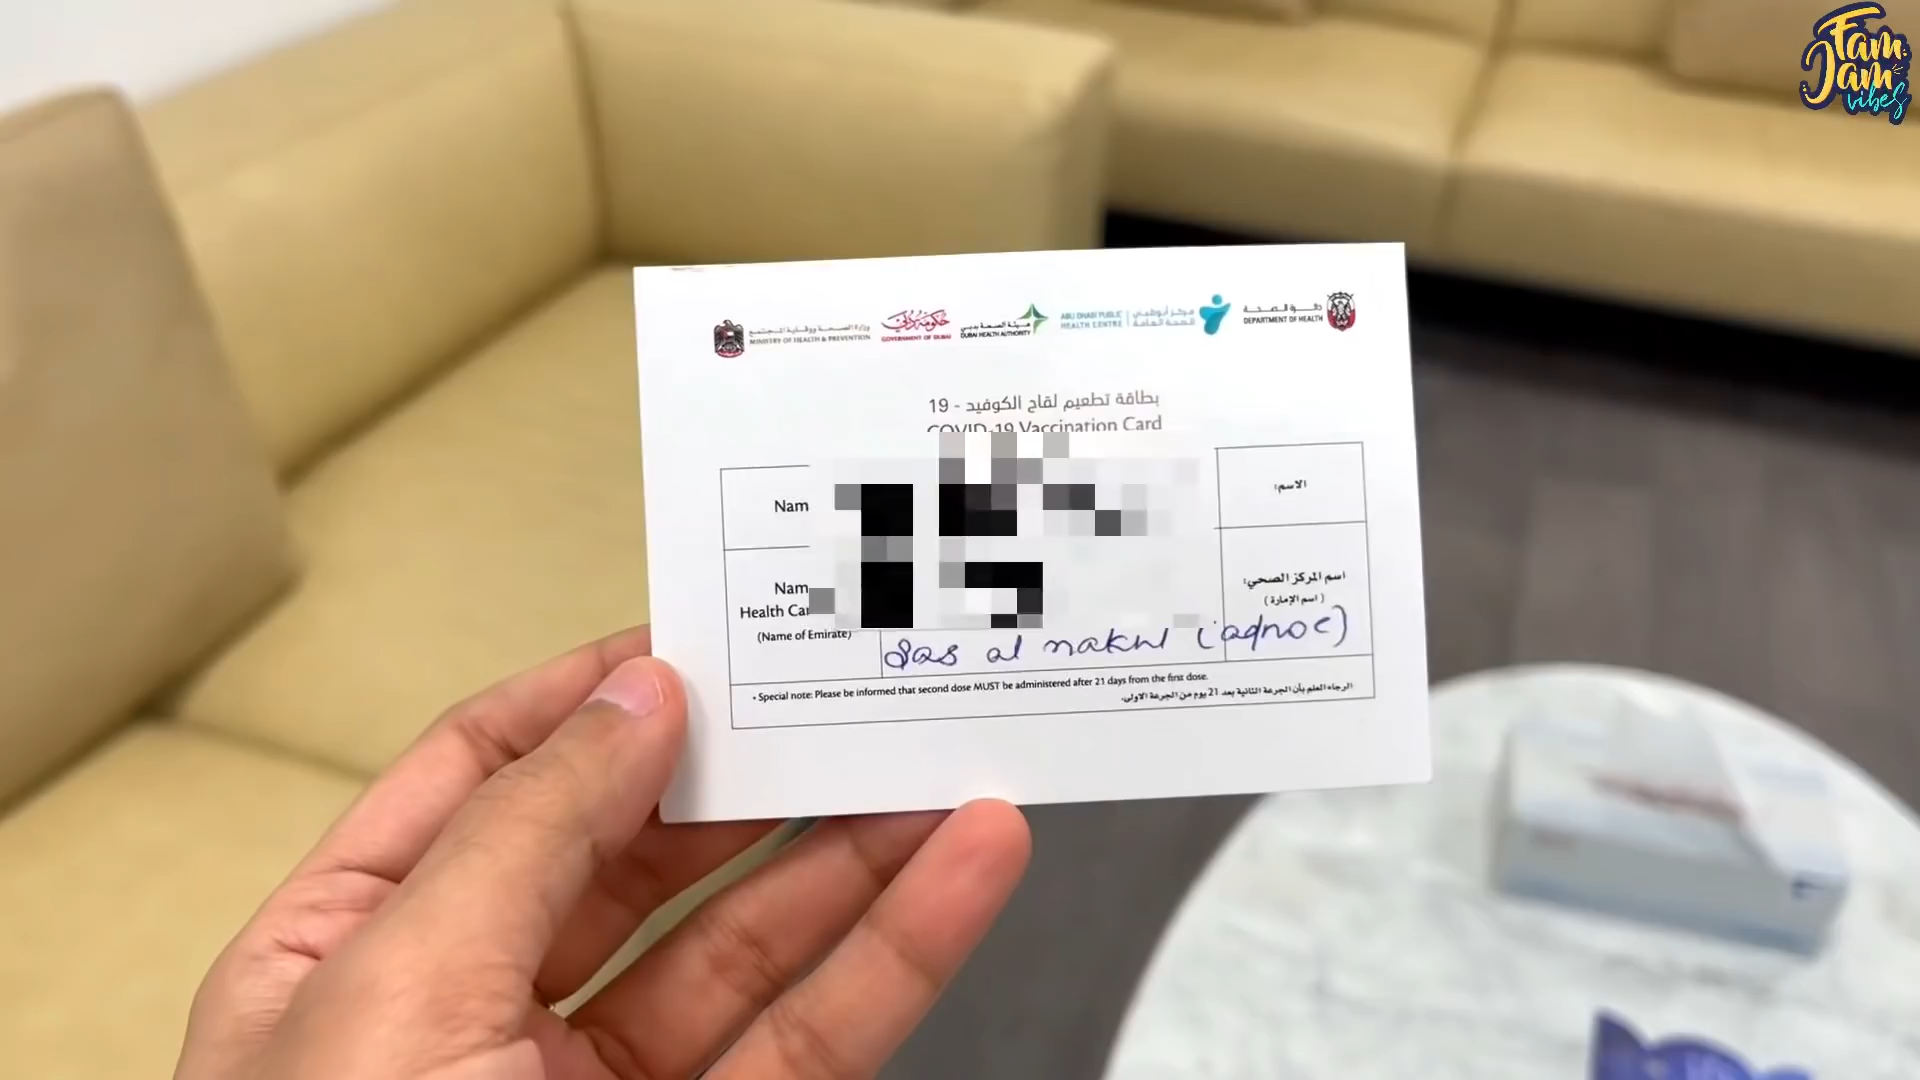 Fam
Jam
vibes
وزارة الصحة ووقاية المجتمع
MINISTRY OF HEALTH & PREVENTION
حكومة دبي
GOVERNMENT OF DUBAI
هيئة الصحة بدبي
DUBAI HEALTH AUTHORITY
ABU DHABI PUBLIC
HEALTH CENTRE
مركز أبوظبي
للصحة العامة
دائرة الصحة
DEPARTMENT OF HEALTH
بطاقة تطعيم لقاح الكوفيد - 19
COVID-19 Vaccination Card
Nam
الاسم:
Nam
Health Car
(Name of Emirate)
اسم المركز الصحي:
( اسم الإمارة )
Sas al nakhl (adnoc)
• Special note: Please be informed that second dose MUST be administered after 21 days from the first dose.
الرجاء العلم بأن الجرعة الثانية بعد 21 يوم من الجرعة الاولى.